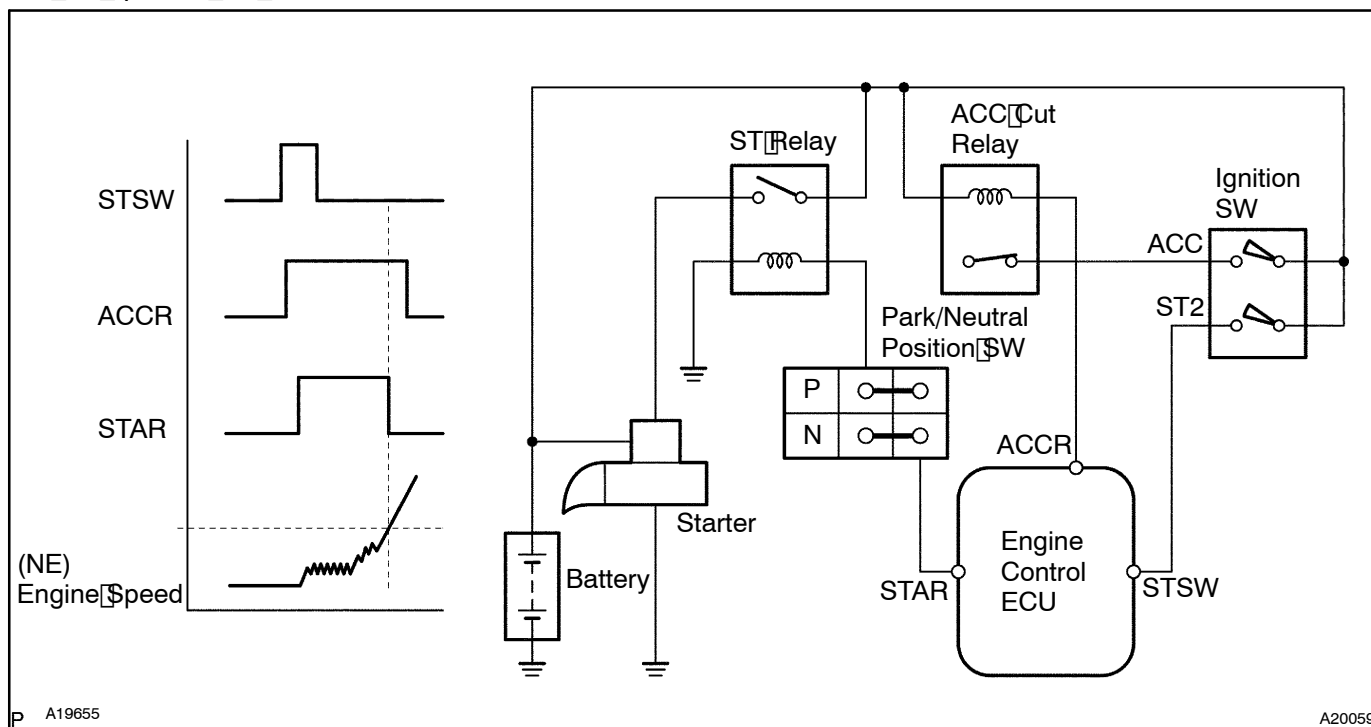 STSW
ACCR
STAR
(NE)
Engine▯Speed
ST▯Relay
ACC▯Cut
Relay
Ignition
SW
ACC
ST2
Park/Neutral
Position▯SW
P
N
ACCR
Starter
Battery
STAR
Engine
Control
ECU
STSW
P
A19655
A20059